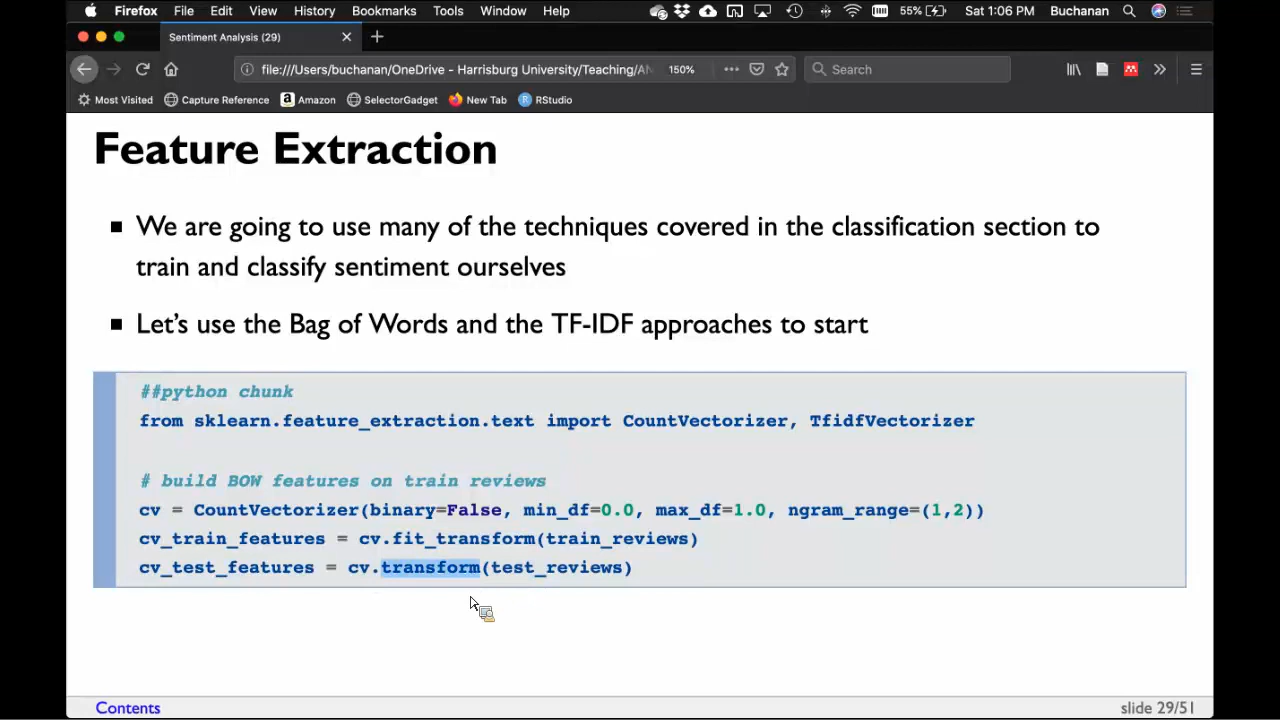 Firefox File Edit View History Bookmarks Tools Window Help 55% Sat 1:06 PM Buchanan
Sentiment Analysis (29)
file:///Users/buchanan/OneDrive - Harrisburg University/Teaching/AN 150% Search
Most Visited Capture Reference Amazon SelectorGadget New Tab RStudio
Feature Extraction
We are going to use many of the techniques covered in the classification section to
train and classify sentiment ourselves
Let’s use the Bag of Words and the TF-IDF approaches to start
##python chunk
from sklearn.feature_extraction.text import CountVectorizer, TfidfVectorizer
# build BOW features on train reviews
cv = CountVectorizer(binary=False, min_df=0.0, max_df=1.0, ngram_range=(1,2))
cv_train_features = cv.fit_transform(train_reviews)
cv_test_features = cv.transform(test_reviews)
Contents slide 29/51